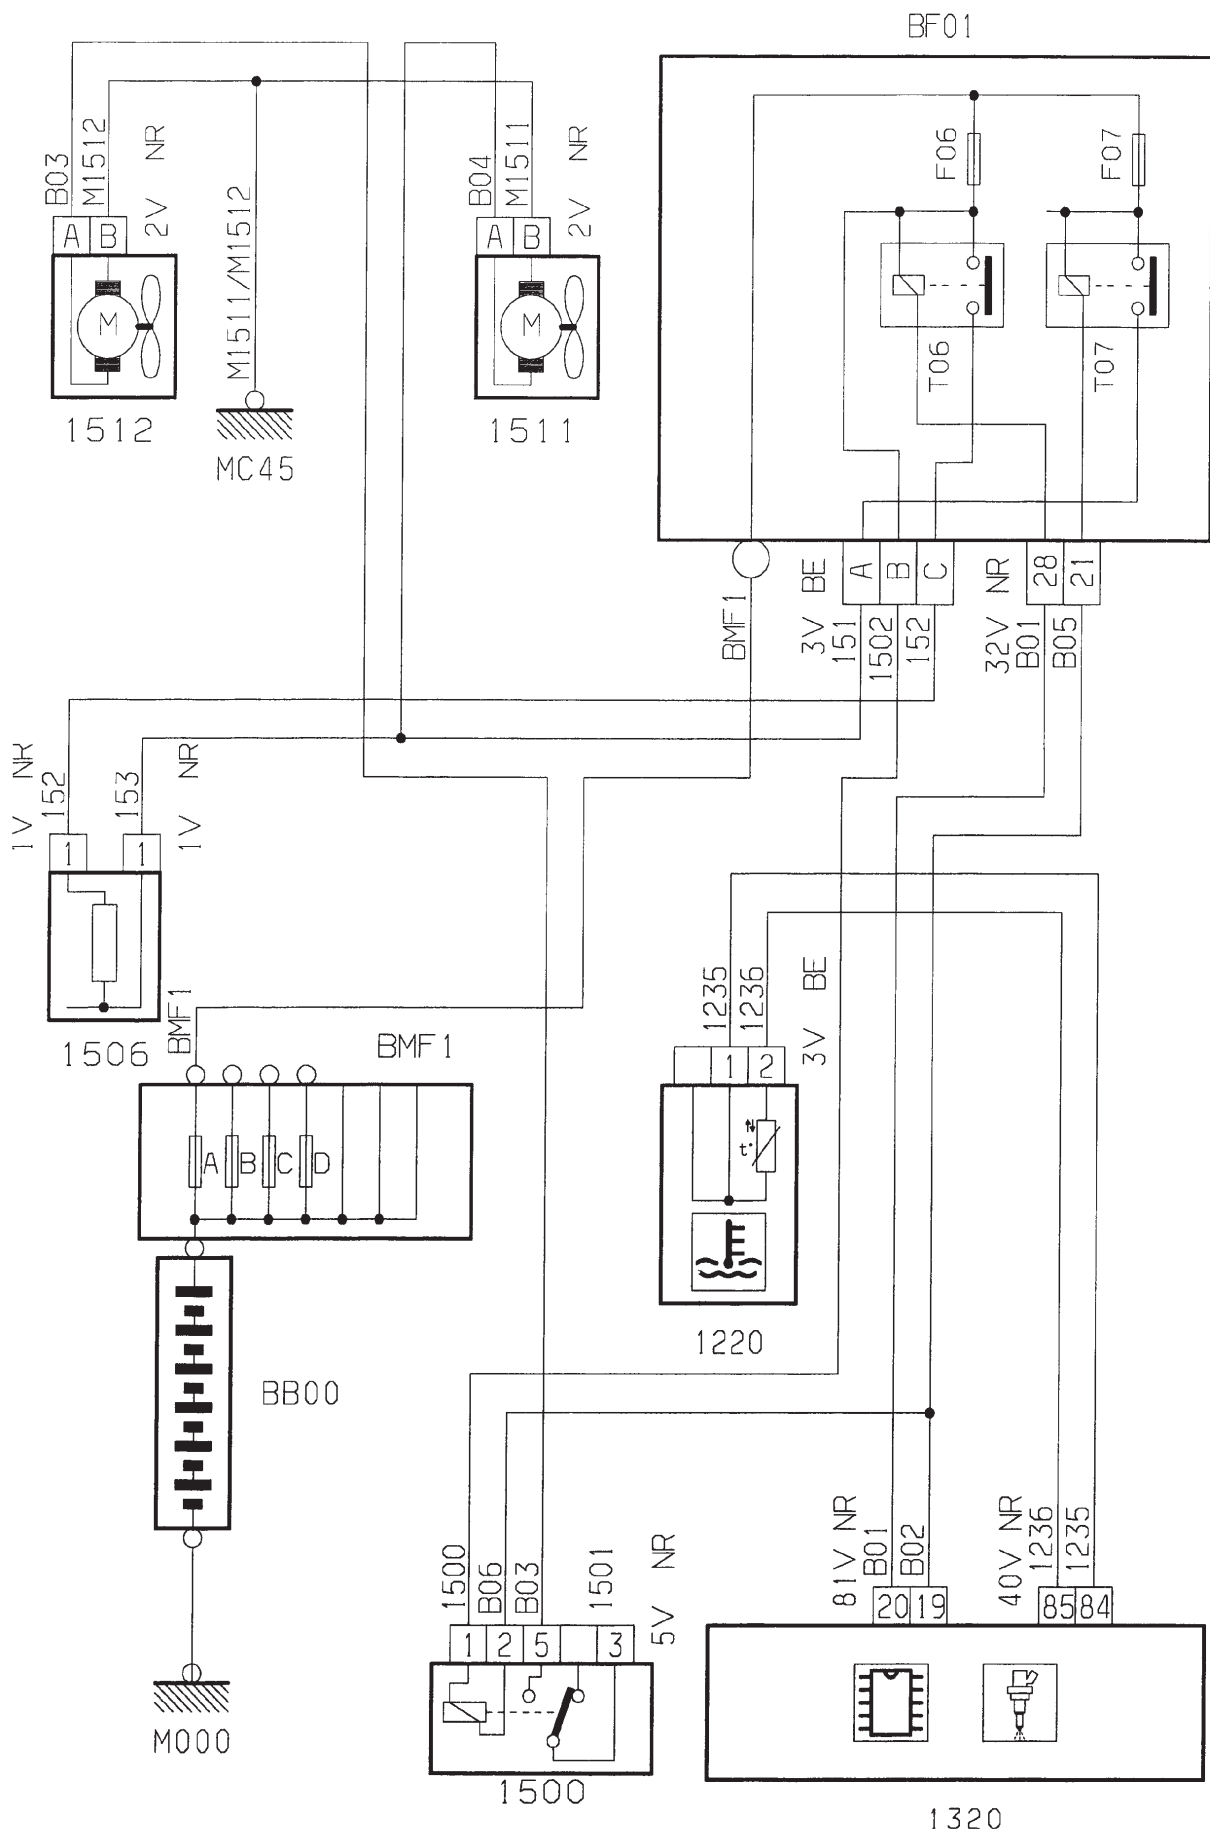 BF01
B03
M1512
2V NR
A B
M
1512
M1511/M1512
MC45
B04
M1511
2V NR
A B
M
1511
F06
F07
T06
T07
BMF1
3V BE
A B C
151
1502
152
32V NR
28 21
B01
B05
1V NR
152
153
1V NR
1 1
1506
BMF1
BMF1
A B C D
BB00
M000
1235
1236
3V BE
1 2
t°
1220
1500
B06
B03
1501
5V NR
1 2 5 3
1500
81V NR
B01
B02
20 19
40V NR
1236
1235
85 84
1320